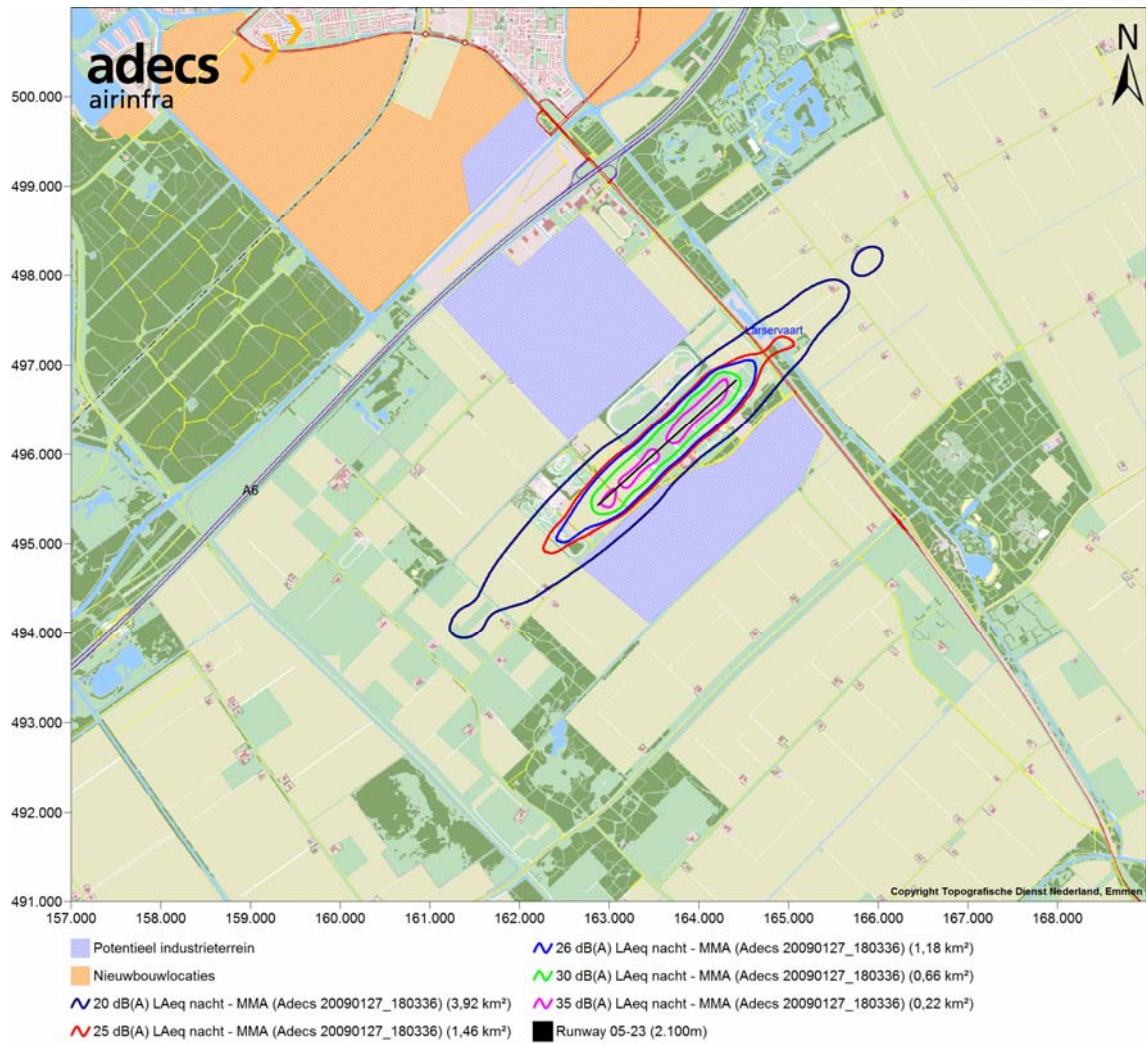 adecs
airinfra
N
500.000
499.000
498.000
497.000
496.000
495.000
494.000
493.000
492.000
491.000
Larservaart
A6
Copyright Topografische Dienst Nederland, Emmen
157.000 158.000 159.000 160.000 161.000 162.000 163.000 164.000 165.000 166.000 167.000 168.000
Potentieel industrieterrein
Nieuwbouwlocaties
20 dB(A) LAeq nacht - MMA (Adecs 20090127_180336) (3,92 km²)
25 dB(A) LAeq nacht - MMA (Adecs 20090127_180336) (1,46 km²)
26 dB(A) LAeq nacht - MMA (Adecs 20090127_180336) (1,18 km²)
30 dB(A) LAeq nacht - MMA (Adecs 20090127_180336) (0,66 km²)
35 dB(A) LAeq nacht - MMA (Adecs 20090127_180336) (0,22 km²)
Runway 05-23 (2.100m)